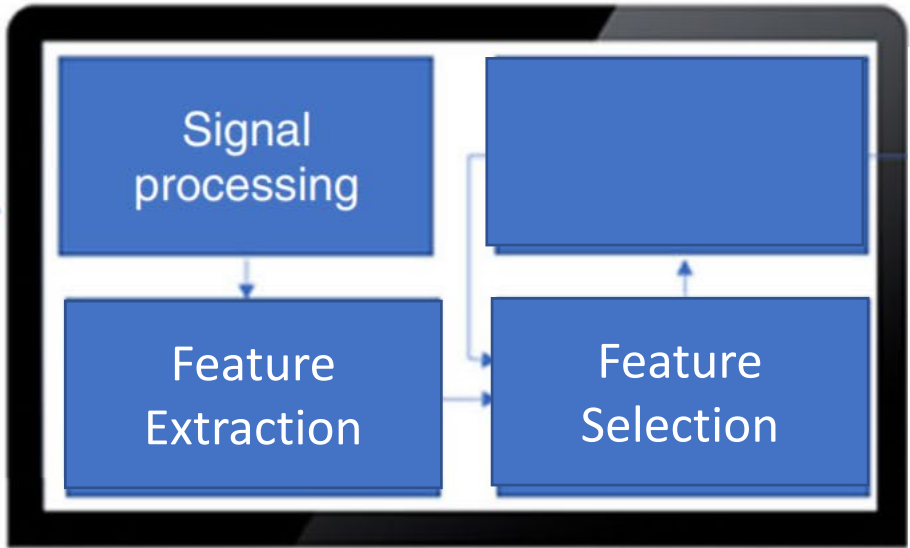 Signal
processing
Feature
Extraction
Feature
Selection